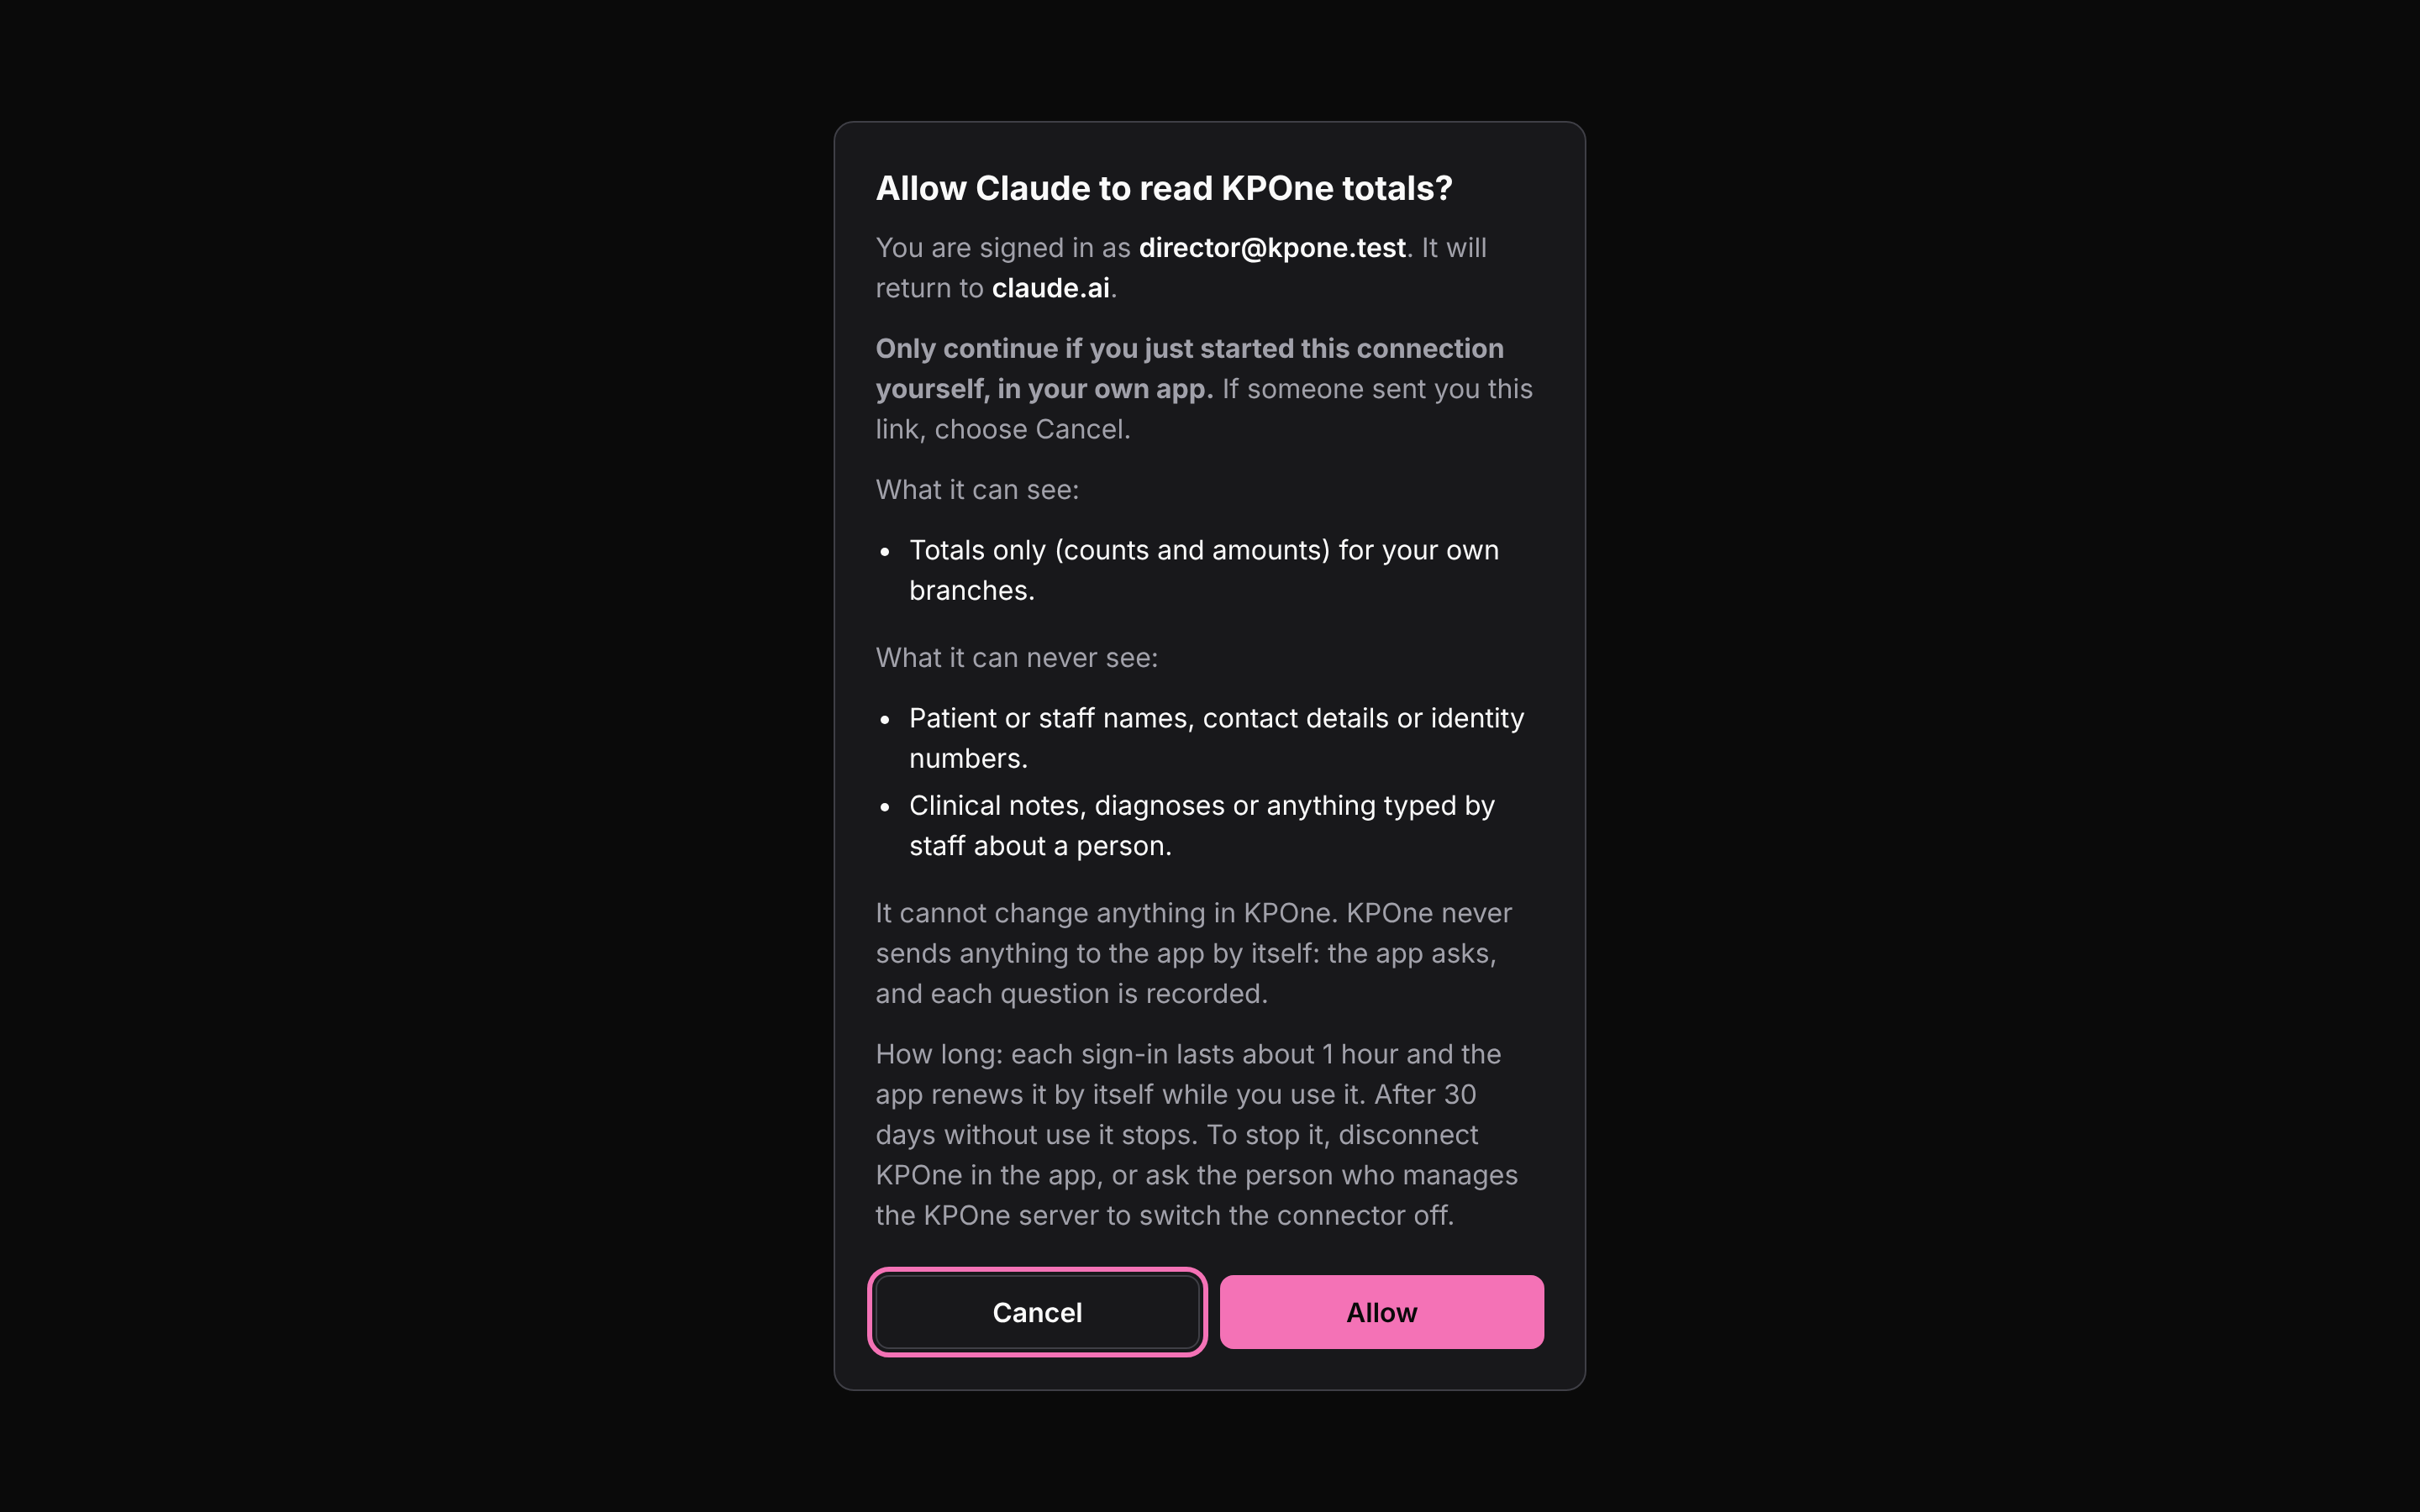 Allow Claude to read KPOne totals?
You are signed in as director@kpone.test. It will
return to claude.ai.
Only continue if you just started this connection
yourself, in your own app. If someone sent you this
link, choose Cancel.
What it can see:
• Totals only (counts and amounts) for your own
branches.
What it can never see:
• Patient or staff names, contact details or identity
numbers.
• Clinical notes, diagnoses or anything typed by
staff about a person.
It cannot change anything in KPOne. KPOne never
sends anything to the app by itself: the app asks,
and each question is recorded.
How long: each sign-in lasts about 1 hour and the
app renews it by itself while you use it. After 30
days without use it stops. To stop it, disconnect
KPOne in the app, or ask the person who manages
the KPOne server to switch the connector off.
Cancel
Allow